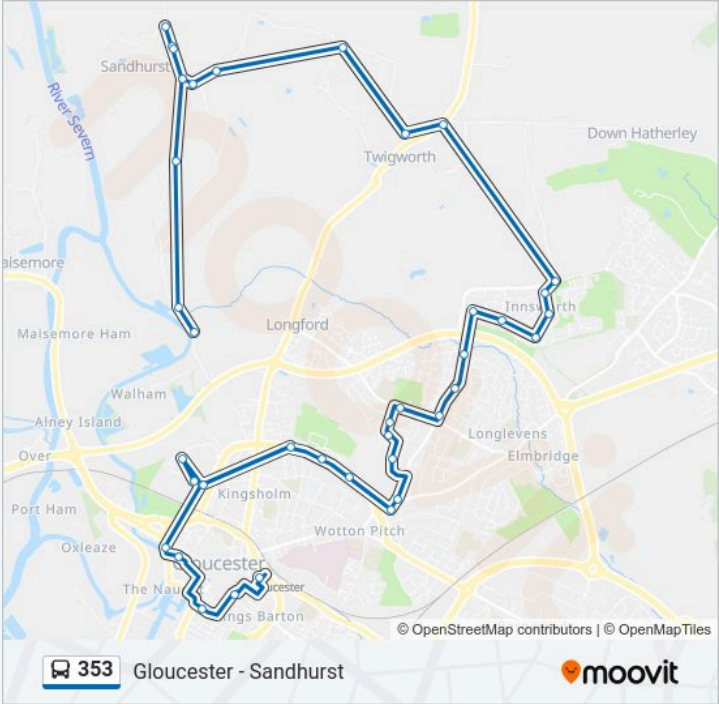 Sandhurst
River Severn
Down Hatherley
Twigworth
aisemore
Innsworth
Longford
Maisemore Ham
Walham
Alney Island
Longlevens
Over
Elmbridge
Kingsholm
Port Ham
Wotton Pitch
Oxleaze
Gloucester
ucester
The Nau
ngs Barton
© OpenStreetMap contributors | © OpenMapTiles
353 Gloucester - Sandhurst
moovit